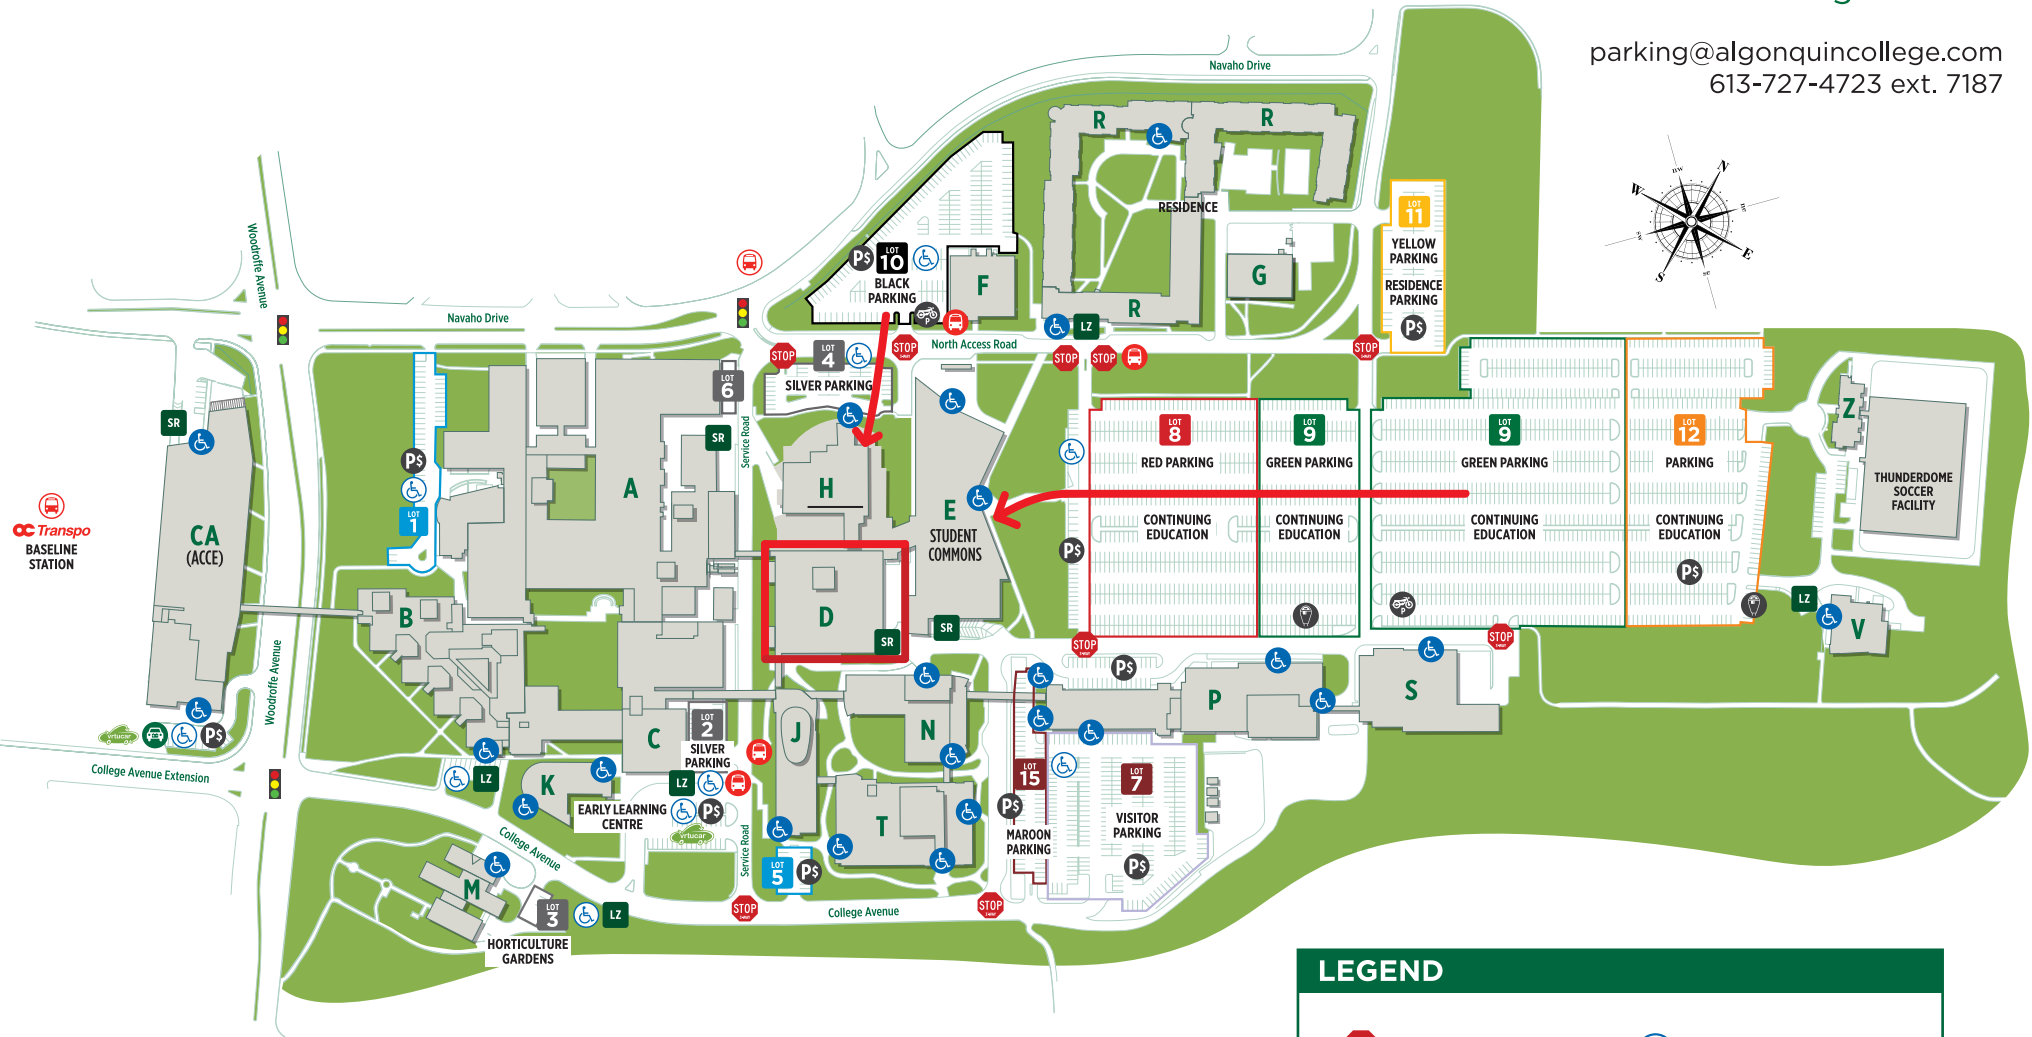 parking@algonquincollege.com
613-727-4723 ext. 7187
Navaho Drive
R
R
RESIDENCE
R
G
N
W
E
S
LOT
11
YELLOW
PARKING
RESIDENCE
PARKING
P$
P$
LOT
10
BLACK
PARKING
F
P
LZ
North Access Road
STOP
STOP
STOP
STOP
STOP
Woodroffe Avenue
Navaho Drive
LOT
4
SILVER PARKING
LOT
6
SR
SR
Service Road
A
H
E
STUDENT
COMMONS
D
SR
SR
P$
LOT
1
OC Transpo
BASELINE
STATION
CA
(ACCE)
B
LOT
8
RED PARKING
CONTINUING
EDUCATION
P$
LOT
9
GREEN PARKING
CONTINUING
EDUCATION
LOT
9
GREEN PARKING
CONTINUING
EDUCATION
P
LOT
12
PARKING
CONTINUING
EDUCATION
P$
Z
THUNDERDOME
SOCCER
FACILITY
LZ
V
STOP
STOP
P$
P
S
Woodroffe Avenue
vrtucar
P$
College Avenue Extension
LZ
K
C
LOT
2
SILVER
PARKING
LZ
EARLY LEARNING
CENTRE
P$
vrtucar
J
N
T
LOT
15
P$
MAROON
PARKING
LOT
7
VISITOR
PARKING
P$
College Avenue
Service Road
LOT
5
P$
M
LOT
3
LZ
HORTICULTURE
GARDENS
STOP
College Avenue
STOP
LEGEND